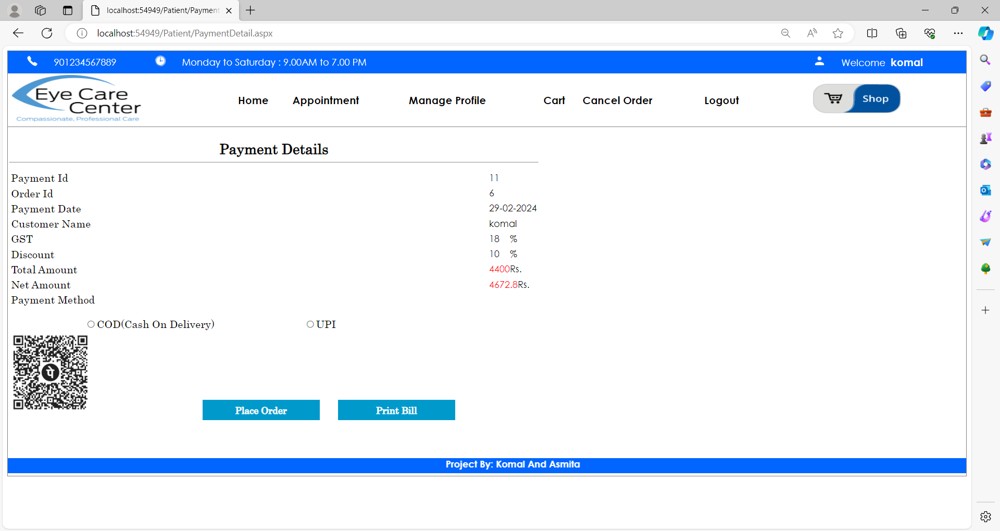 localhost:54949/Patient/Payment
localhost:54949/Patient/PaymentDetail.aspx
901234567889 Monday to Saturday : 9.00AM to 7.00 PM Welcome komal
Eye Care
Center
Compassionate, Professional Care
Home Appointment Manage Profile Cart Cancel Order Logout Shop
Payment Details
Payment Id 11
Order Id 6
Payment Date 29-02-2024
Customer Name komal
GST 18 %
Discount 10 %
Total Amount 4400Rs.
Net Amount 4672.8Rs.
Payment Method
COD(Cash On Delivery) UPI
पे
Place Order Print Bill
Project By: Komal And Asmita